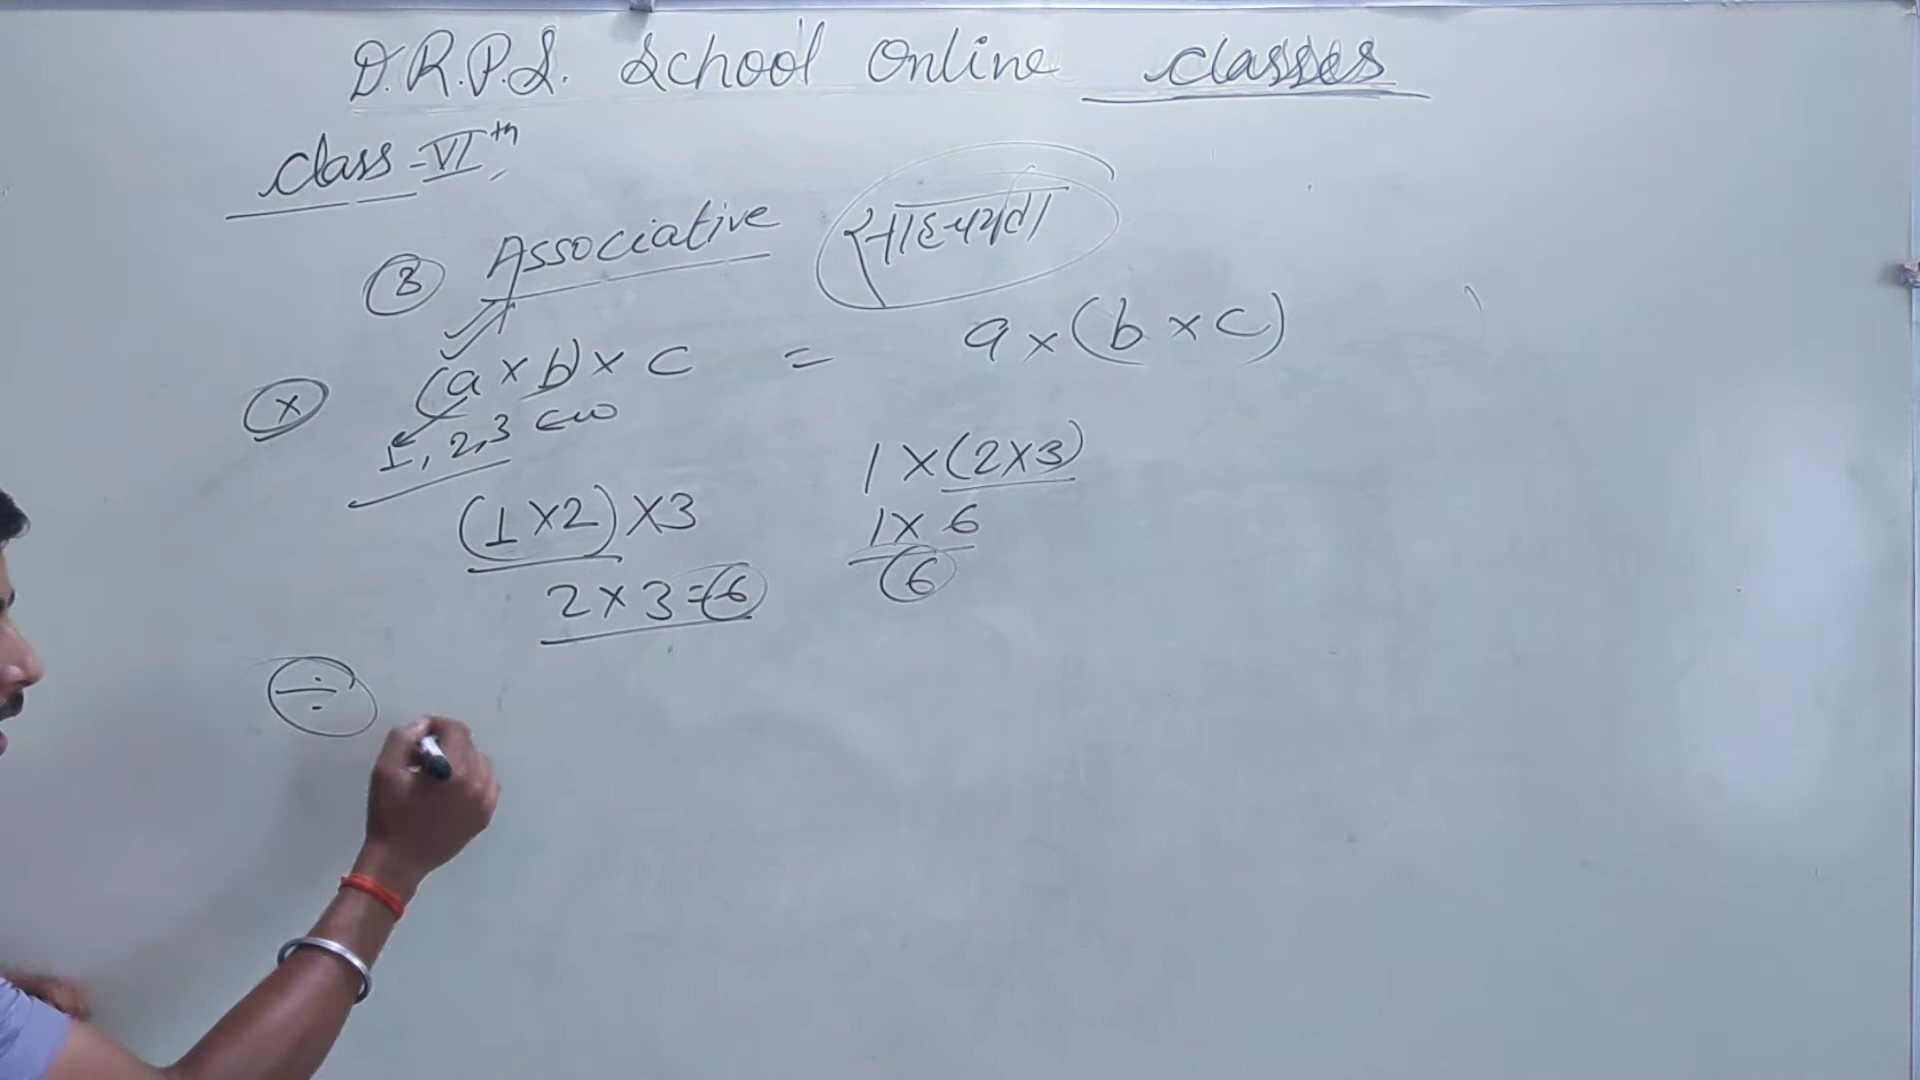 D.R.P.S. School Online classes
class-VIth
③ Associative साहचर्यता
(x) (a × b) × c = a × (b × c)
1, 2, 3 ∈ W
(1 × 2) × 3
2 × 3 = 6
1 × (2 × 3)
1 × 6
6
÷